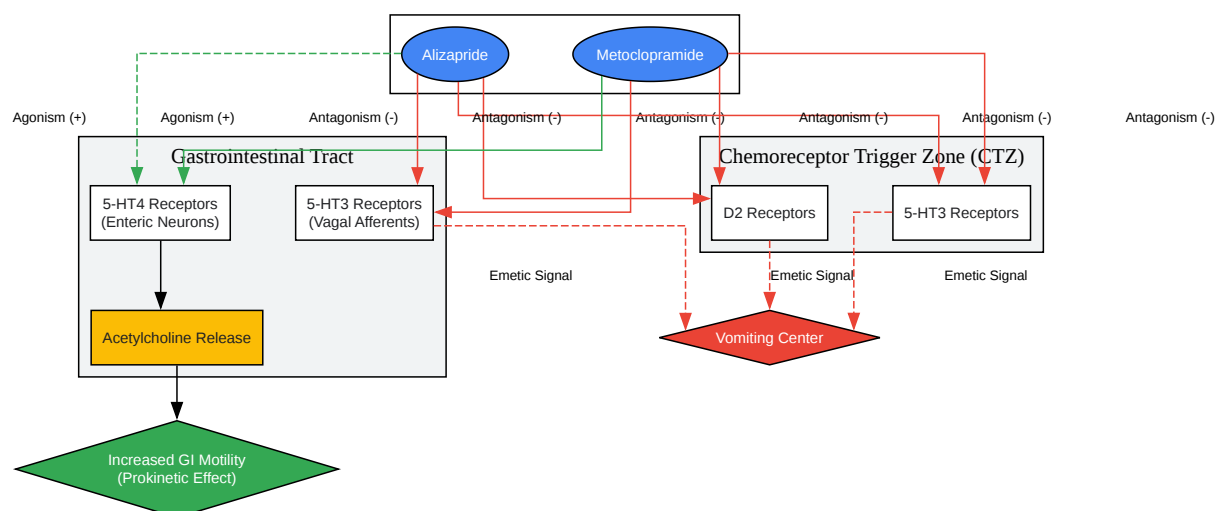 Alizapride
Metoclopramide
Agonism (+)
Agonism (+)
Antagonism (-)
Antagonism (-)
Antagonism (-)
Antagonism (-)
Antagonism (-)
Antagonism (-)
Gastrointestinal Tract
Chemoreceptor Trigger Zone (CTZ)
5-HT4 Receptors
(Enteric Neurons)
5-HT3 Receptors
(Vagal Afferents)
D2 Receptors
5-HT3 Receptors
Emetic Signal
Emetic Signal
Emetic Signal
Acetylcholine Release
Vomiting Center
Increased GI Motility
(Prokinetic Effect)